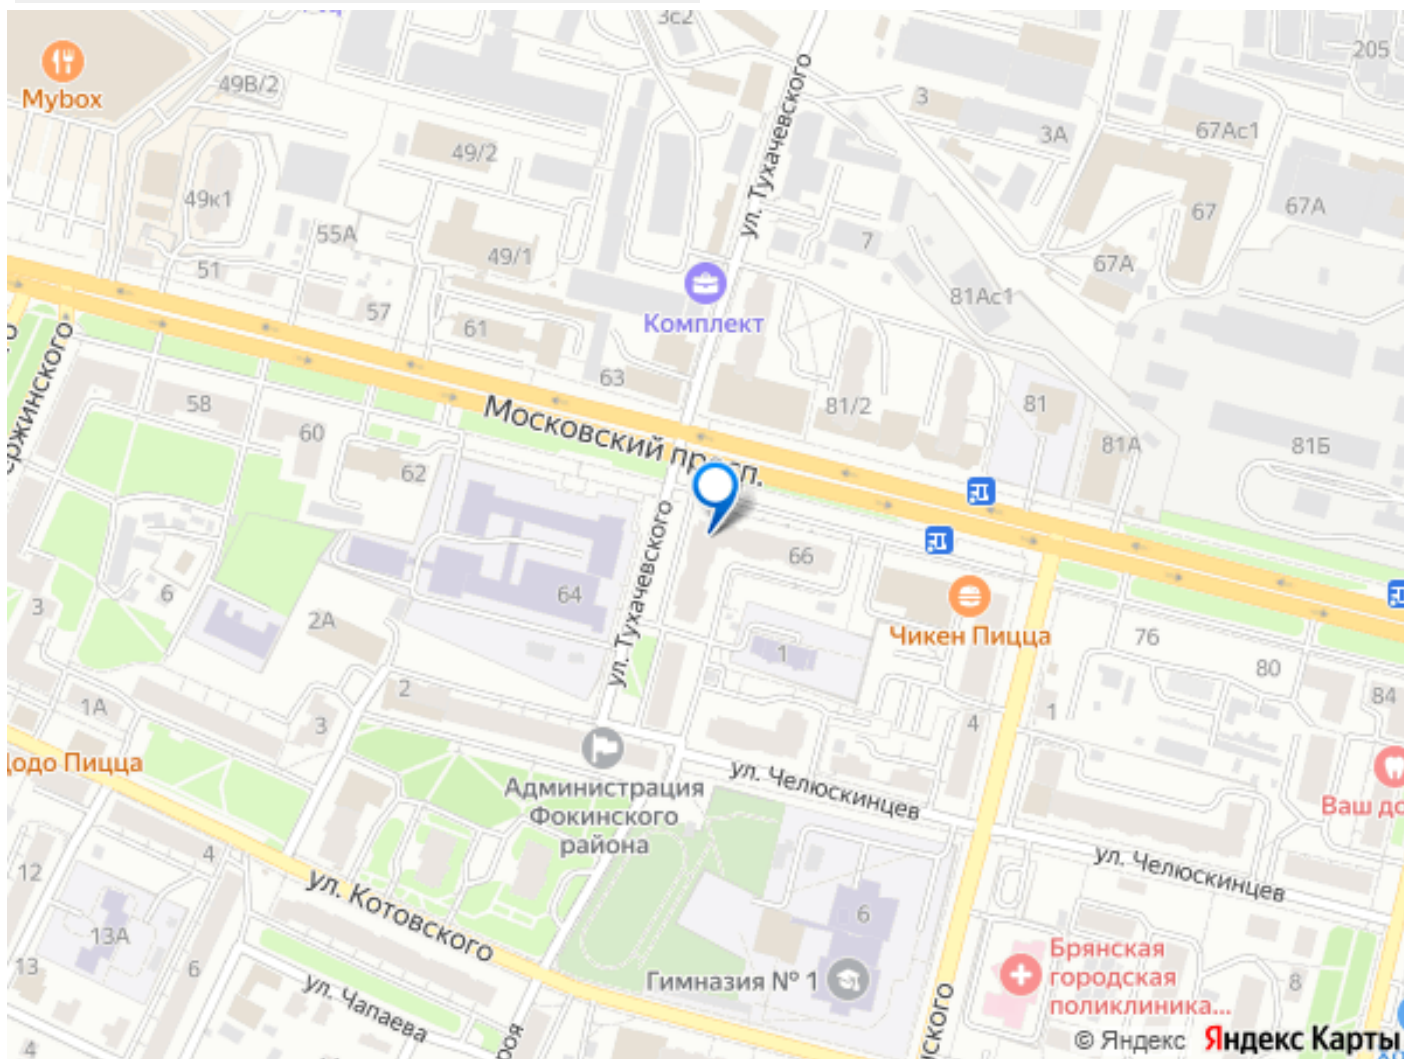 3с2
205
Mybox
49В/2
ул. Тухачевского
3
3А
67Ас1
49/2
49к1
67
67А
55А
7
49/1
67А
51
81Ас1
57
Комплект
61
63
58
81/2
81
81А
81Б
60
Московский просп.
62
66
ул. Тухачевского
64
6
3
2А
Чикен Пицца
1
76
80
84
2
1А
3
4
1
Додо Пицца
ул. Челюскинцев
Администрация
Фокинского
района
Ваш до
4
ул. Челюскинцев
12
ул. Котовского
6
13А
Брянская
городская
поликлиника...
Гимназия № 1
13
6
8
ул. Чапаева
4
© Яндекс Яндекс Карты